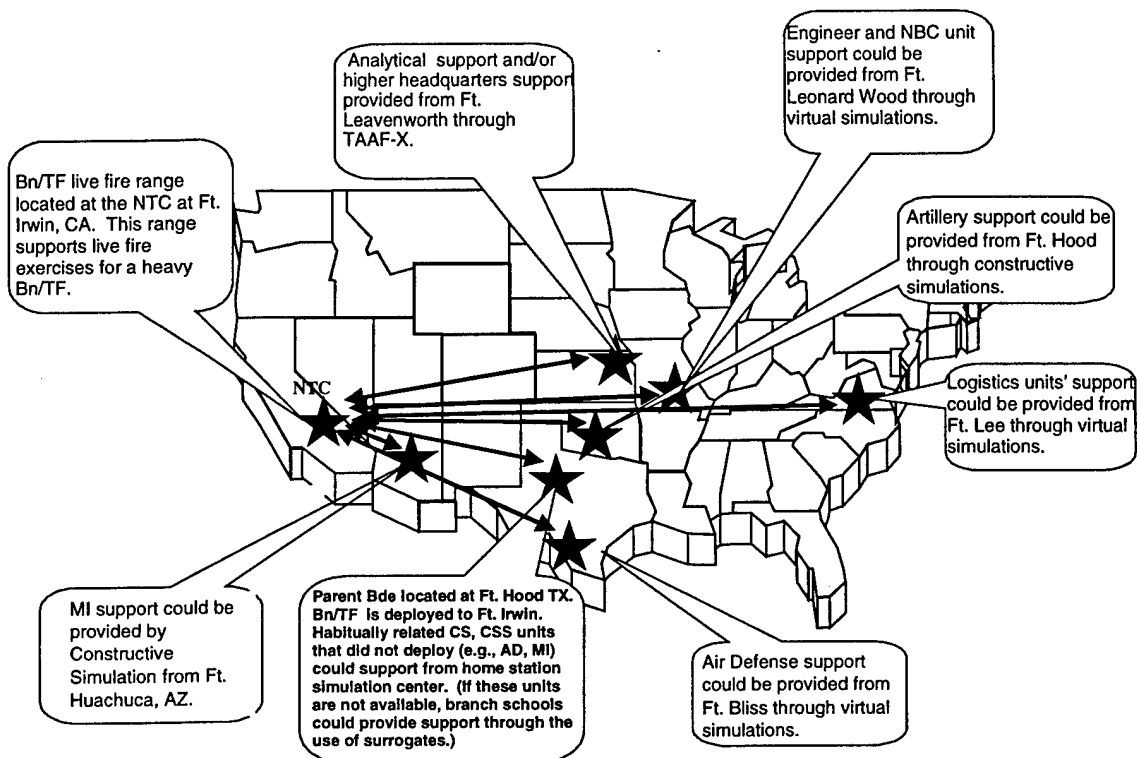 Engineer and NBC unit
support could be
provided from Ft.
Leonard Wood through
virtual simulations.
Analytical support and/or
higher headquarters support
provided from Ft.
Leavenworth through
TAAF-X.
Bn/TF live fire range
located at the NTC at Ft.
Irwin, CA. This range
supports live fire
exercises for a heavy
Bn/TF.
Artillery support could be
provided from Ft. Hood
through constructive
simulations.
NTC
Logistics units' support
could be provided from
Ft. Lee through virtual
simulations.
MI support could be
provided by
Constructive
Simulation from Ft.
Huachuca, AZ.
Parent Bde located at Ft. Hood TX.
Bn/TF is deployed to Ft. Irwin.
Habitually related CS, CSS units
that did not deploy (e.g., AD, MI)
could support from home station
simulation center. (If these units
are not available, branch schools
could provide support through the
use of surrogates.)
Air Defense support
could be provided from
Ft. Bliss through virtual
simulations.